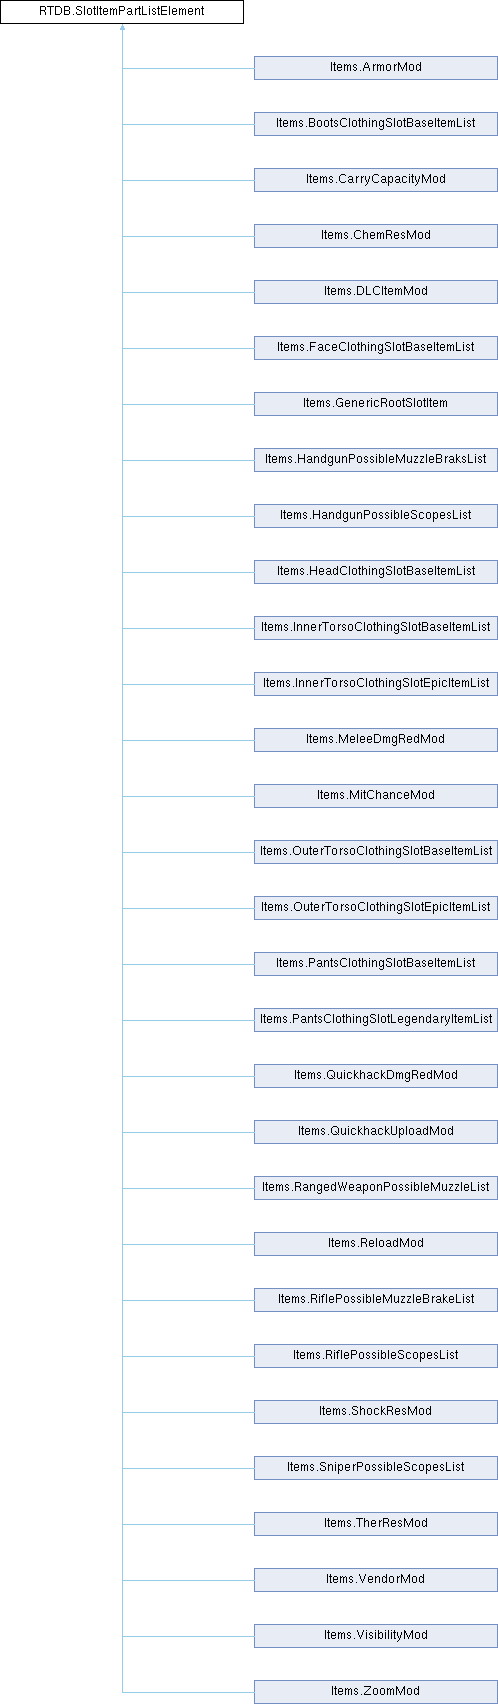 RTDB.SlotItemPartListElement
Items.ArmorMod
Items.BootsClothingSlotBaseItemList
Items.CarryCapacityMod
Items.ChemResMod
Items.DLCItemMod
Items.FaceClothingSlotBaseItemList
Items.GenericRootSlotItem
Items.HandgunPossibleMuzzleBraksList
Items.HandgunPossibleScopesList
Items.HeadClothingSlotBaseItemList
Items.InnerTorsoClothingSlotBaseItemList
Items.InnerTorsoClothingSlotEpicItemList
Items.MeleeDmgRedMod
Items.MitChanceMod
Items.OuterTorsoClothingSlotBaseItemList
Items.OuterTorsoClothingSlotEpicItemList
Items.PantsClothingSlotBaseItemList
Items.PantsClothingSlotLegendaryItemList
Items.QuickhackDmgRedMod
Items.QuickhackUploadMod
Items.RangedWeaponPossibleMuzzleList
Items.ReloadMod
Items.RiflePossibleMuzzleBrakeList
Items.RiflePossibleScopesList
Items.ShockResMod
Items.SniperPossibleScopesList
Items.TherResMod
Items.VendorMod
Items.VisibilityMod
Items.ZoomMod